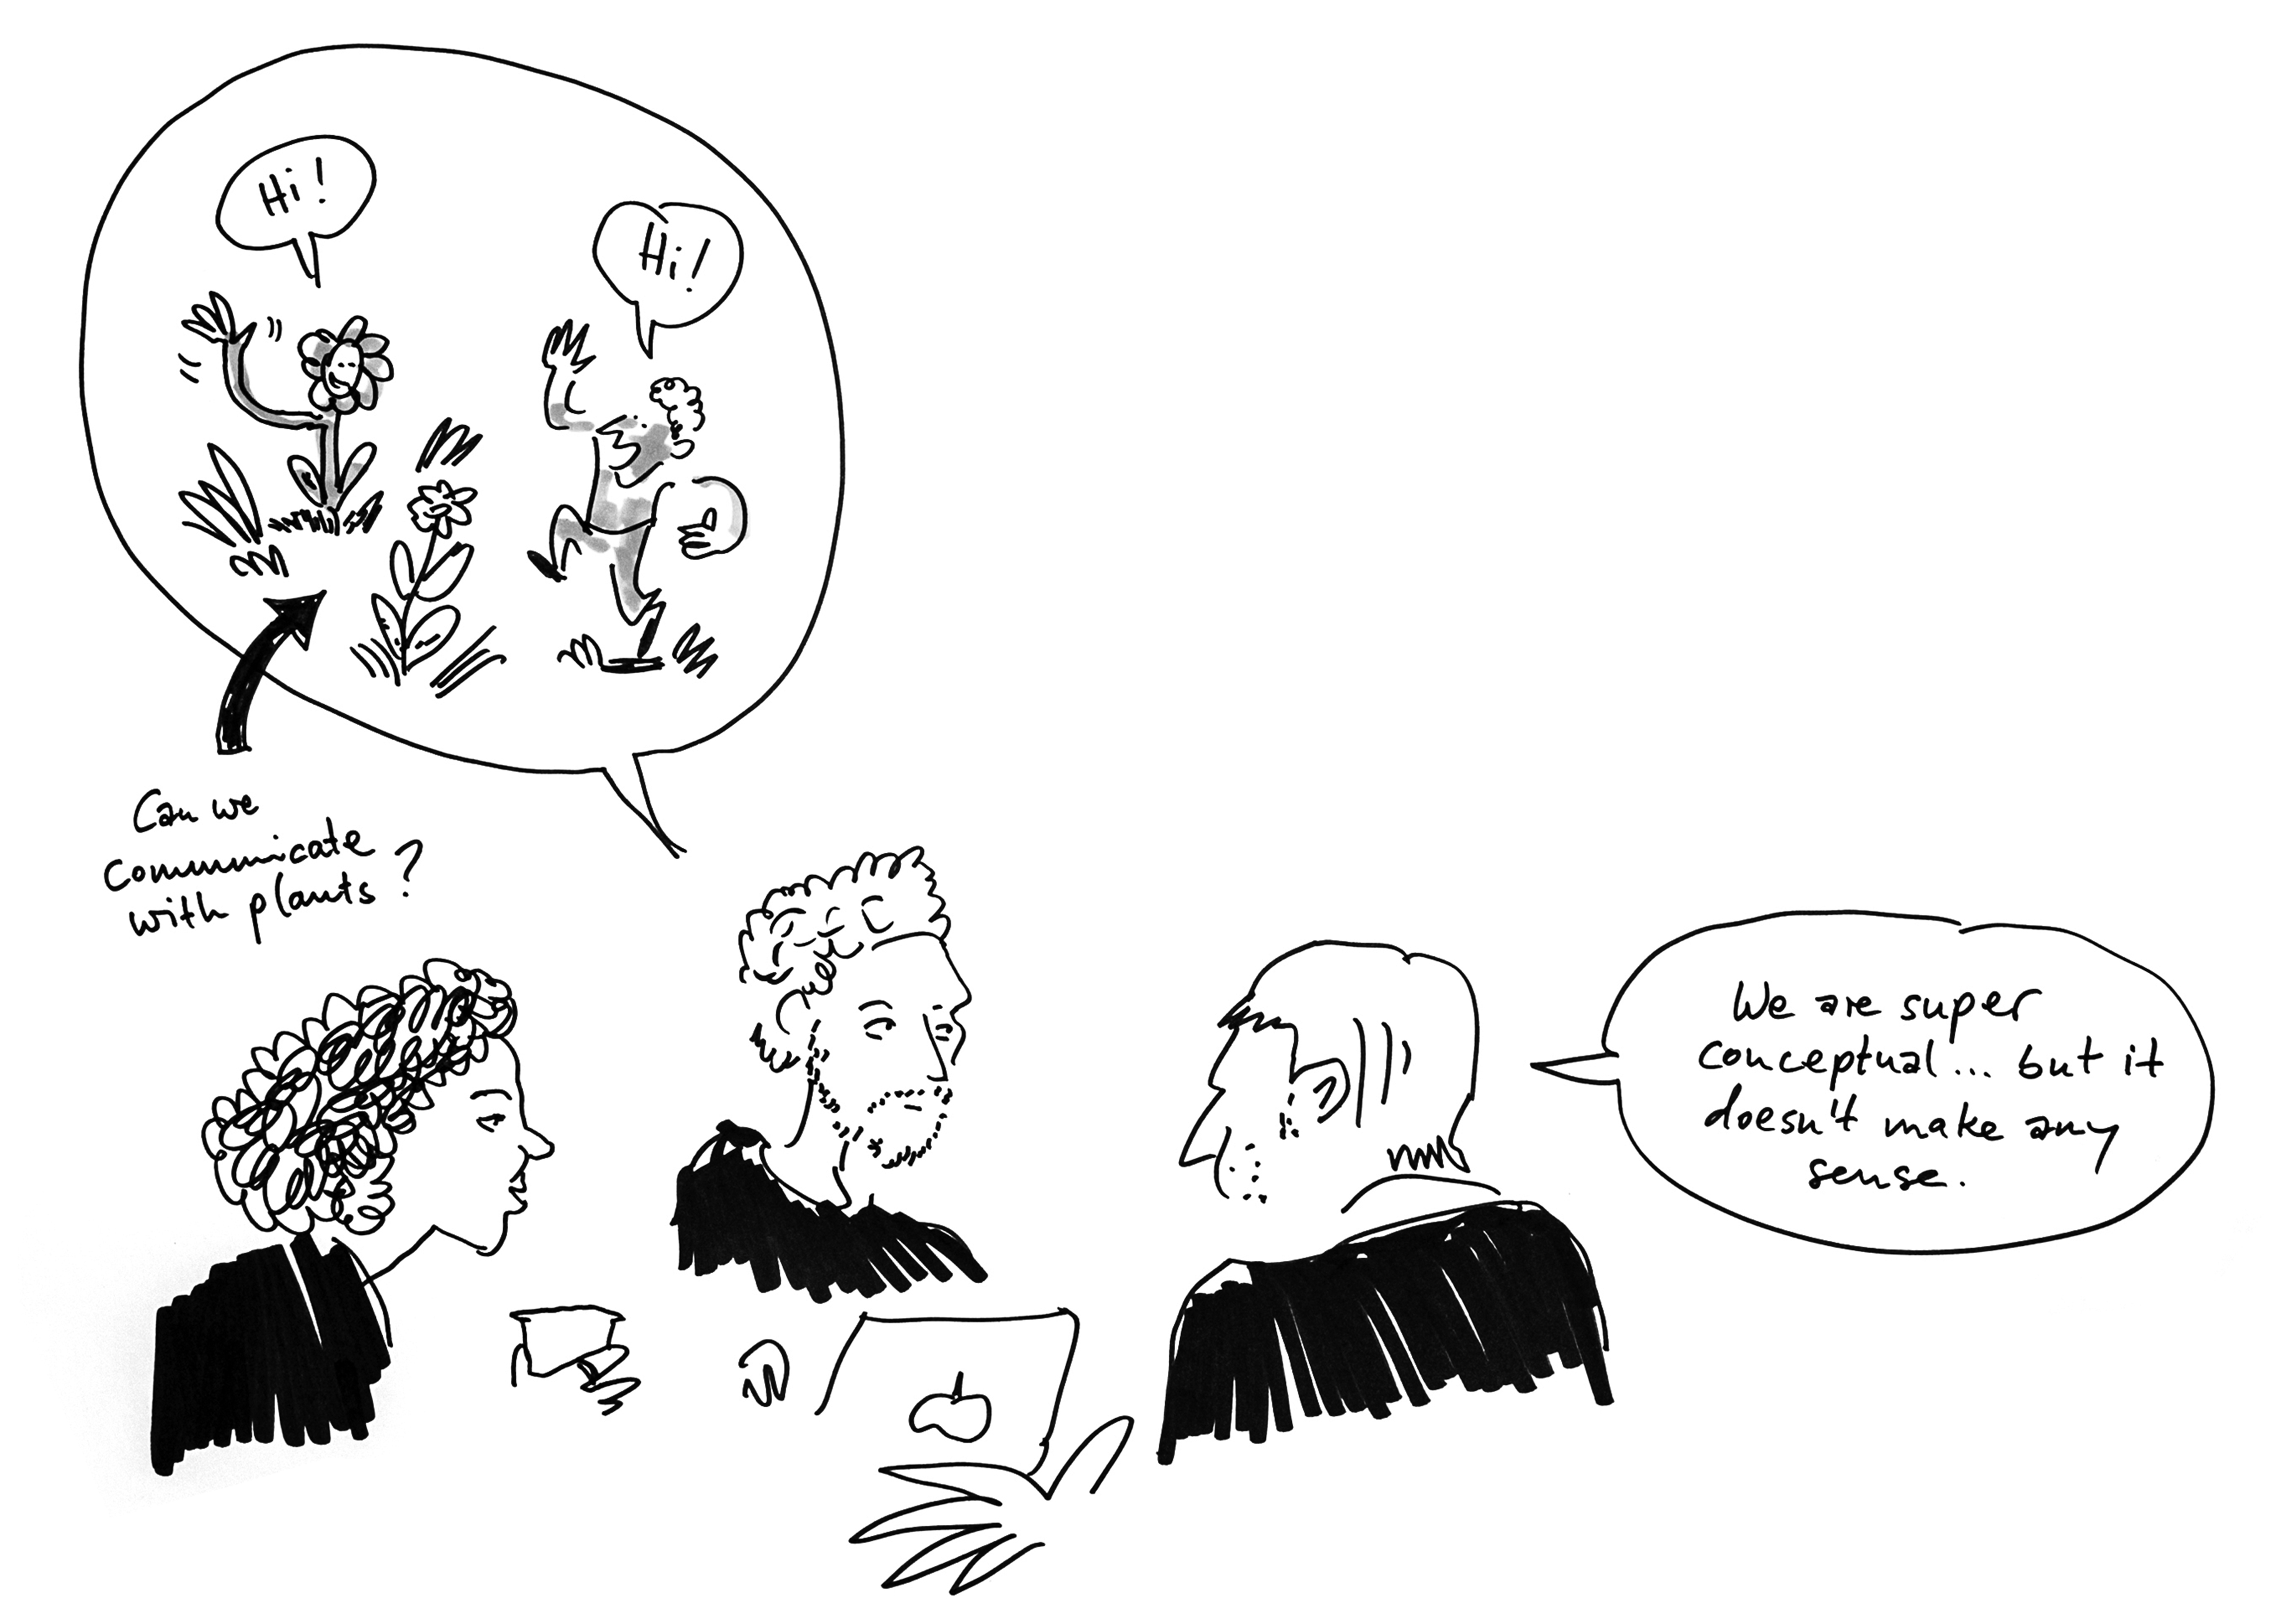 Hi!
Hi!
Can we
communicate
with plants?
We are super
conceptual... but it
doesn't make any
sense.